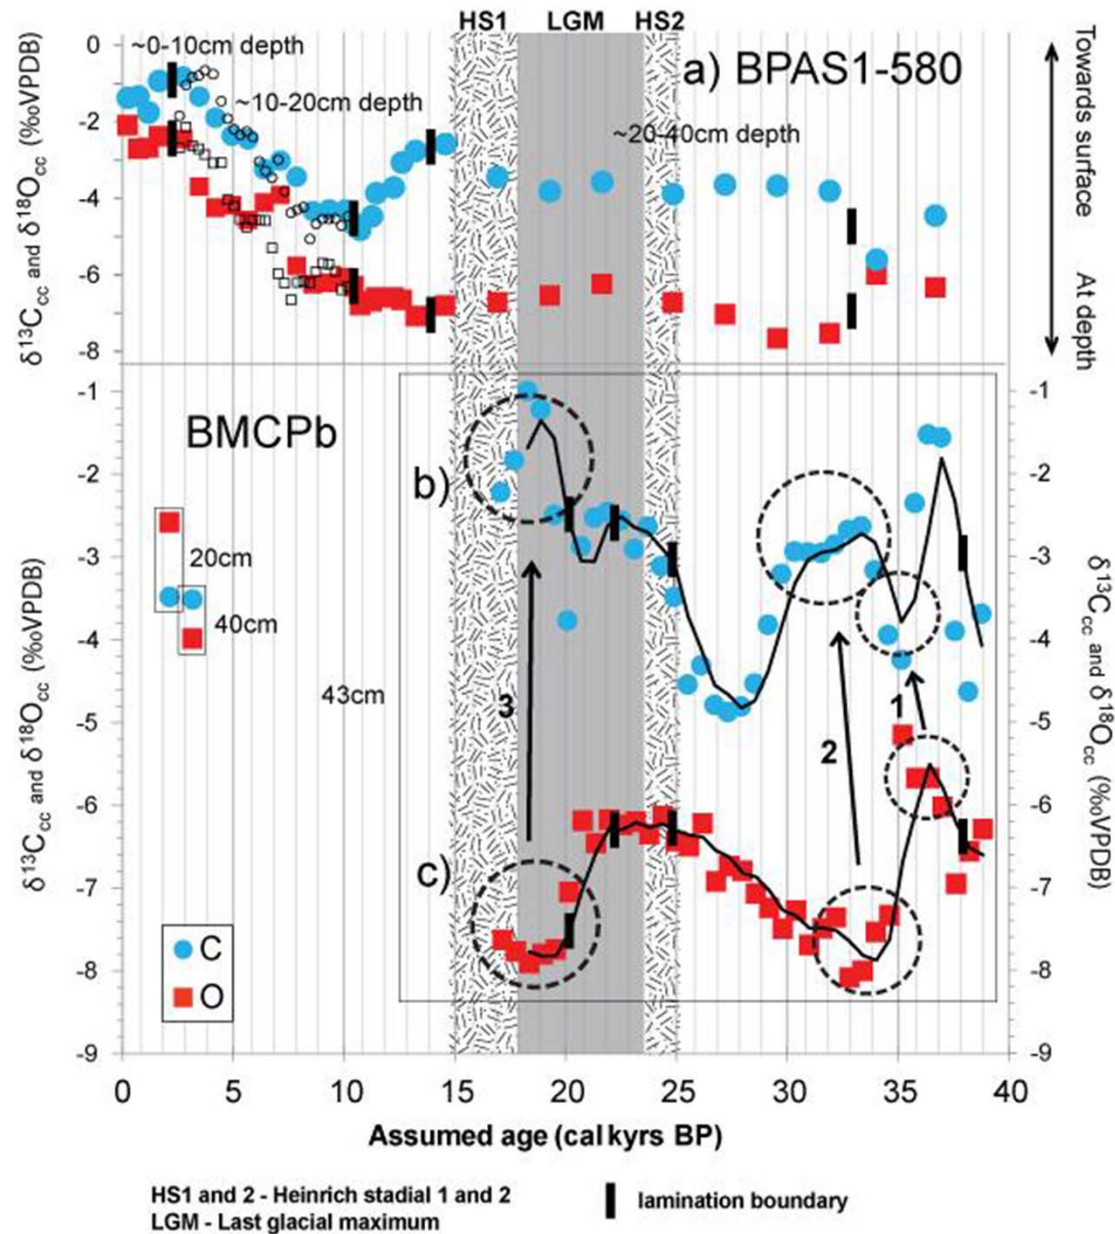 HS1 LGM HS2
a) BPAS1-580
~0-10cm depth
~10-20cm depth
~20-40cm depth
0
-2
-4
-6
-8
δ¹³Ccc and δ¹⁸Occ (‰VPDB)
Towards surface
At depth
BMCPb
b)
c)
20cm
40cm
43cm
3
2
1
C
O
-1
-2
-3
-4
-5
-6
-7
-8
-9
δ¹³Ccc and δ¹⁸Occ (‰VPDB)
-1
-2
-3
-4
-5
-6
-7
-8
-9
δ¹³Ccc and δ¹⁸Occ (‰VPDB)
0 5 10 15 20 25 30 35 40
Assumed age (cal kyrs BP)
HS1 and 2 - Heinrich stadial 1 and 2
LGM - Last glacial maximum
lamination boundary